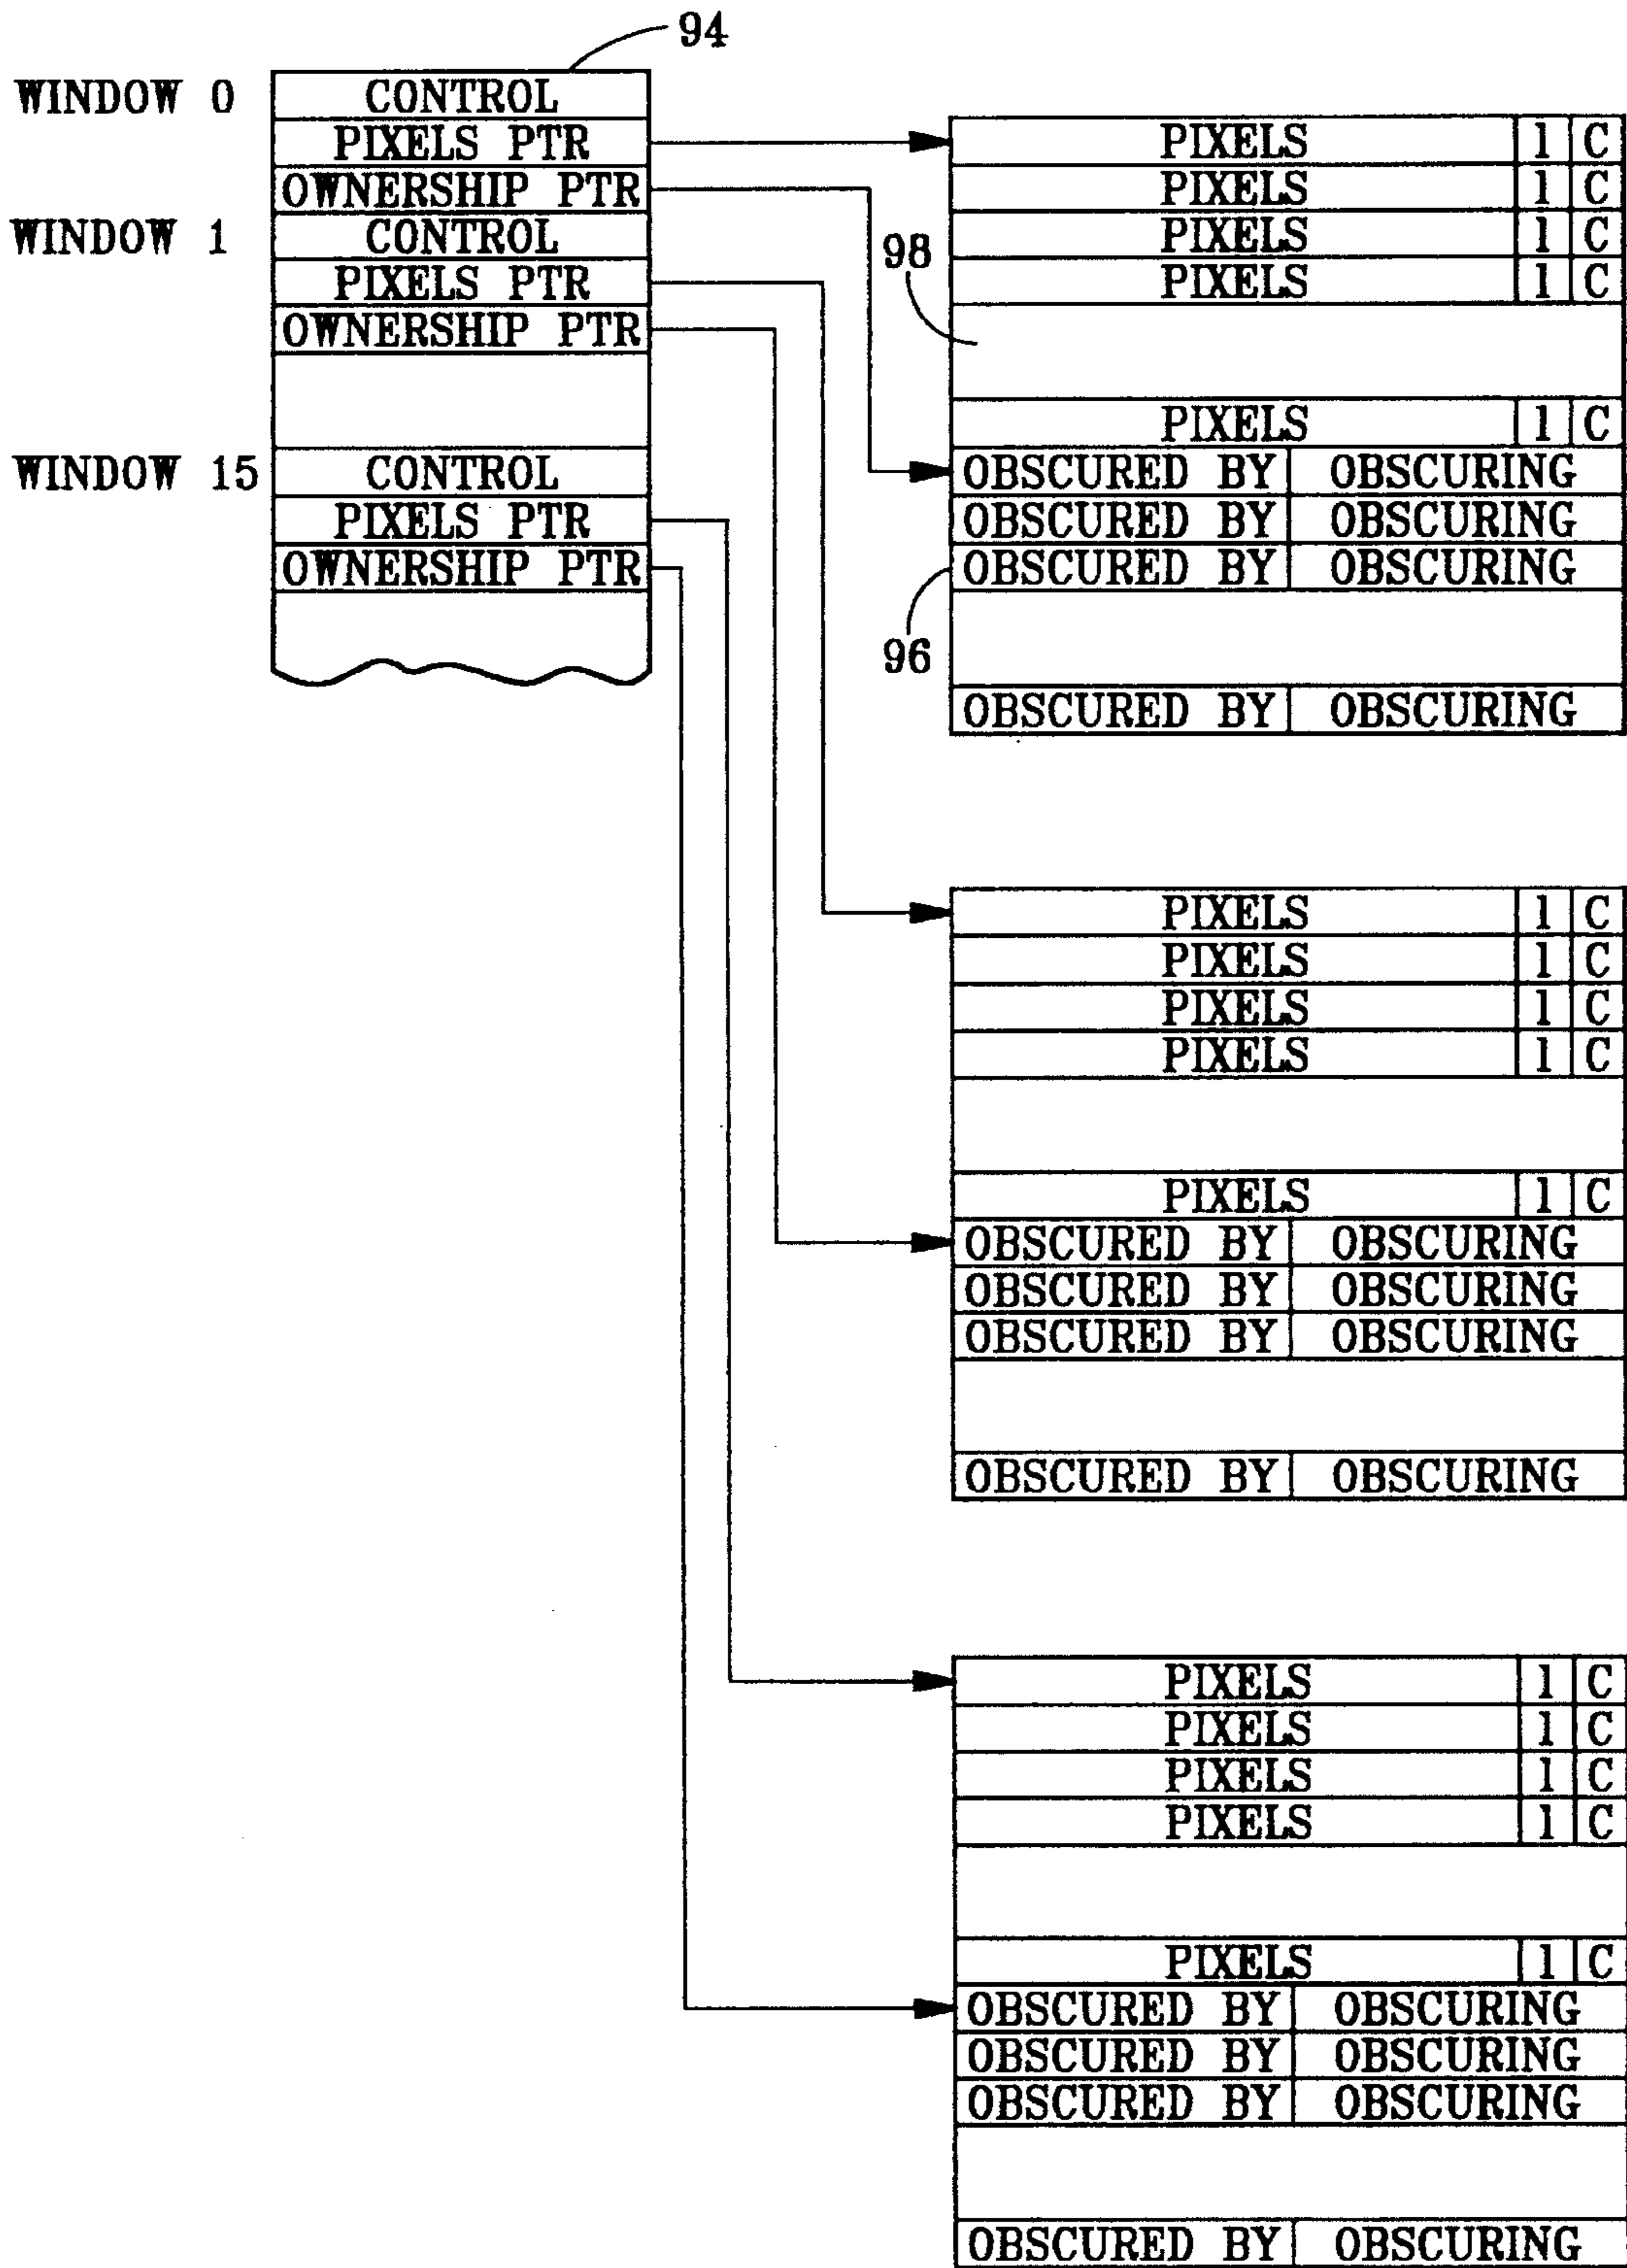 94
WINDOW 0 CONTROL
PIXELS PTR
OWNERSHIP PTR
WINDOW 1 CONTROL
PIXELS PTR
OWNERSHIP PTR
WINDOW 15 CONTROL
PIXELS PTR
OWNERSHIP PTR
PIXELS 1 C
PIXELS 1 C
PIXELS 1 C
98
PIXELS 1 C
PIXELS 1 C
OBSCURED BY OBSCURING
OBSCURED BY OBSCURING
OBSCURED BY OBSCURING
96
OBSCURED BY OBSCURING
PIXELS 1 C
PIXELS 1 C
PIXELS 1 C
PIXELS 1 C
PIXELS 1 C
OBSCURED BY OBSCURING
OBSCURED BY OBSCURING
OBSCURED BY OBSCURING
OBSCURED BY OBSCURING
PIXELS 1 C
PIXELS 1 C
PIXELS 1 C
PIXELS 1 C
PIXELS 1 C
OBSCURED BY OBSCURING
OBSCURED BY OBSCURING
OBSCURED BY OBSCURING
OBSCURED BY OBSCURING